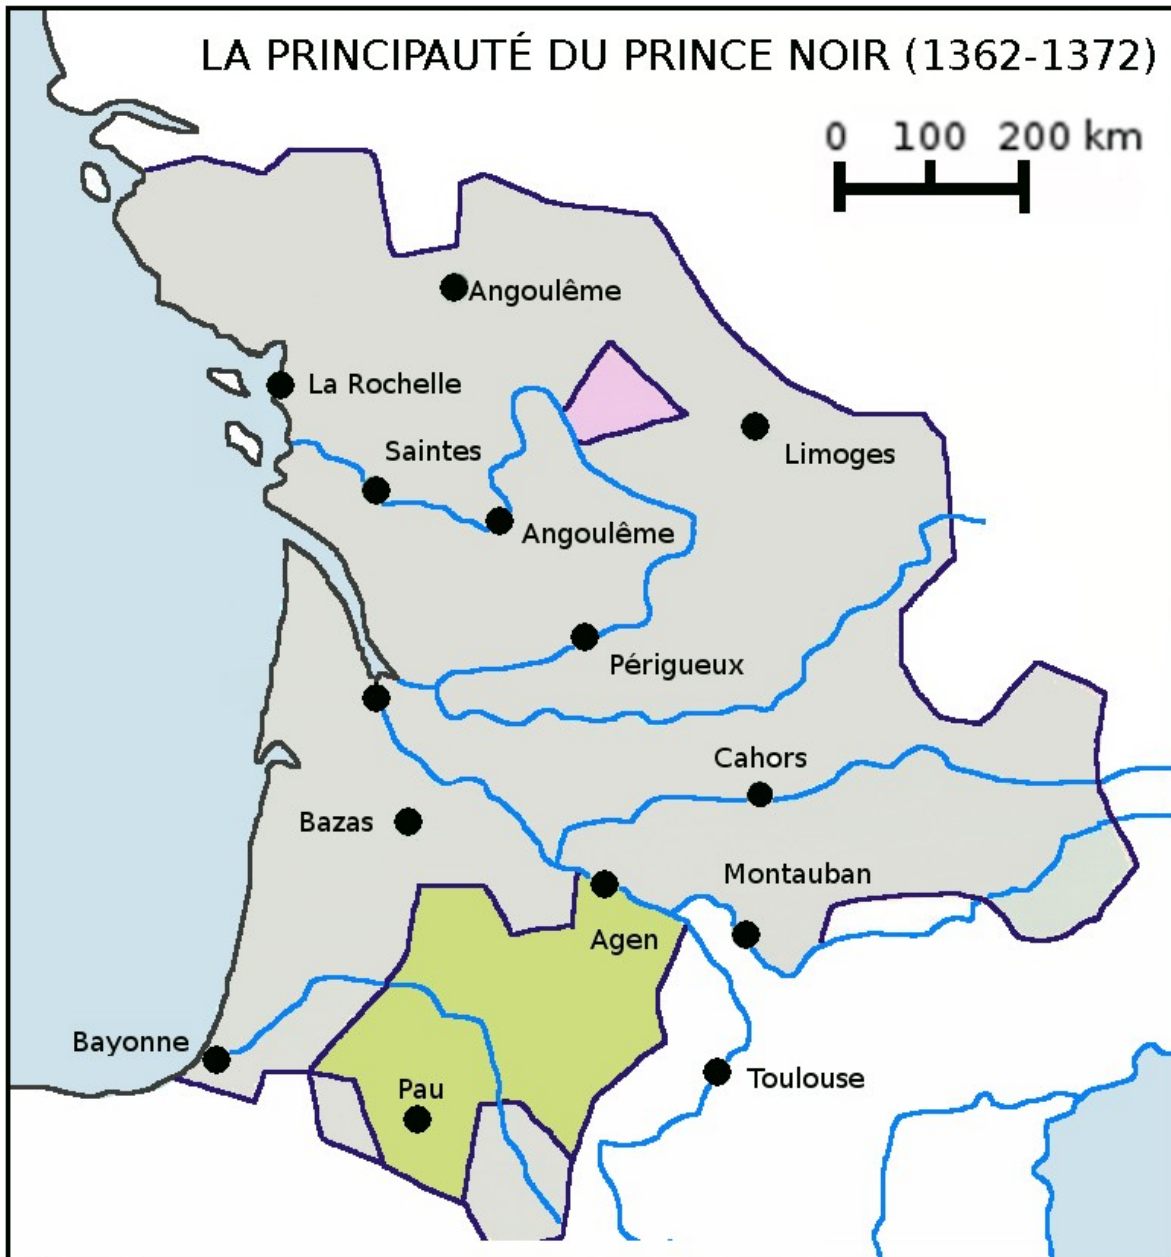 LA PRINCIPAUTÉ DU PRINCE NOIR (1362-1372)
0 100 200 km
Angoulême
La Rochelle
Saintes
Limoges
Angoulême
Périgueux
Cahors
Bazas
Montauban
Agen
Bayonne
Pau
Toulouse